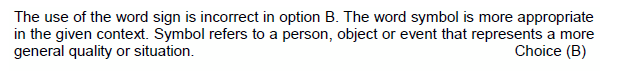 The use of the word sign is incorrect in option B. The word symbol is more appropriate
in the given context. Symbol refers to a person, object or event that represents a more
general quality or situation. Choice (B)